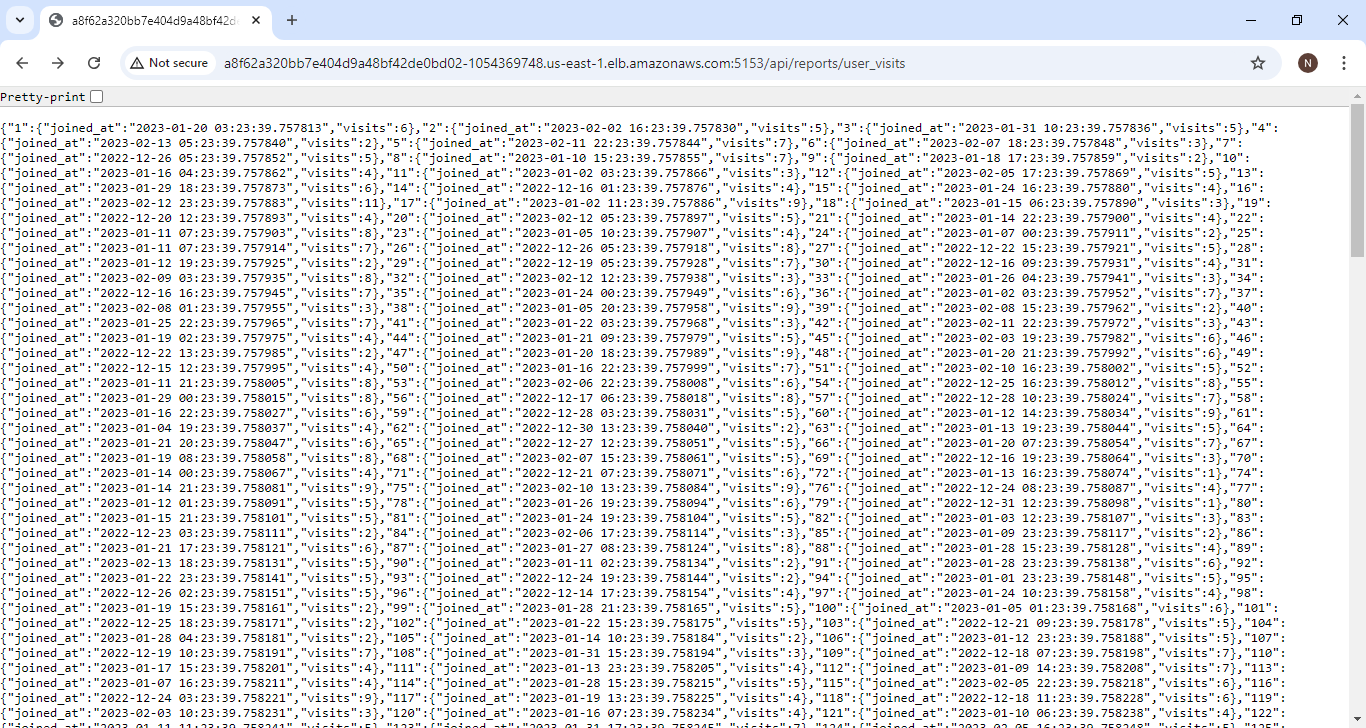 a8f62a320bb7e404d9a48bf42de
Not secure
a8f62a320bb7e404d9a48bf42de0bd02-1054369748.us-east-1.elb.amazonaws.com:5153/api/reports/user_visits
N
Pretty-print
{"1":{"joined_at":"2023-01-20 03:23:39.757813","visits":6},"2":{"joined_at":"2023-02-02 16:23:39.757830","visits":5},"3":{"joined_at":"2023-01-31 10:23:39.757836","visits":5},"4":
{"joined_at":"2023-02-13 05:23:39.757840","visits":2},"5":{"joined_at":"2023-02-11 22:23:39.757844","visits":7},"6":{"joined_at":"2023-02-07 18:23:39.757848","visits":3},"7":
{"joined_at":"2022-12-26 05:23:39.757852","visits":5},"8":{"joined_at":"2023-01-10 15:23:39.757855","visits":7},"9":{"joined_at":"2023-01-18 17:23:39.757859","visits":2},"10":
{"joined_at":"2023-01-16 04:23:39.757862","visits":4},"11":{"joined_at":"2023-01-02 03:23:39.757866","visits":3},"12":{"joined_at":"2023-02-05 17:23:39.757869","visits":5},"13":
{"joined_at":"2023-01-29 18:23:39.757873","visits":6},"14":{"joined_at":"2022-12-16 01:23:39.757876","visits":4},"15":{"joined_at":"2023-01-24 16:23:39.757880","visits":4},"16":
{"joined_at":"2023-02-12 23:23:39.757883","visits":11},"17":{"joined_at":"2023-01-02 11:23:39.757886","visits":9},"18":{"joined_at":"2023-01-15 06:23:39.757890","visits":3},"19":
{"joined_at":"2022-12-20 12:23:39.757893","visits":4},"20":{"joined_at":"2023-02-12 05:23:39.757897","visits":5},"21":{"joined_at":"2023-01-14 22:23:39.757900","visits":4},"22":
{"joined_at":"2023-01-11 07:23:39.757903","visits":8},"23":{"joined_at":"2023-01-05 10:23:39.757907","visits":4},"24":{"joined_at":"2023-01-07 00:23:39.757911","visits":2},"25":
{"joined_at":"2023-01-11 07:23:39.757914","visits":7},"26":{"joined_at":"2022-12-26 05:23:39.757918","visits":8},"27":{"joined_at":"2022-12-22 15:23:39.757921","visits":5},"28":
{"joined_at":"2023-01-12 19:23:39.757925","visits":2},"29":{"joined_at":"2022-12-19 05:23:39.757928","visits":7},"30":{"joined_at":"2022-12-16 09:23:39.757931","visits":4},"31":
{"joined_at":"2023-02-09 03:23:39.757935","visits":8},"32":{"joined_at":"2023-02-12 12:23:39.757938","visits":3},"33":{"joined_at":"2023-01-26 04:23:39.757941","visits":3},"34":
{"joined_at":"2022-12-16 16:23:39.757945","visits":7},"35":{"joined_at":"2023-01-24 00:23:39.757949","visits":6},"36":{"joined_at":"2023-01-02 03:23:39.757952","visits":7},"37":
{"joined_at":"2023-02-08 01:23:39.757955","visits":3},"38":{"joined_at":"2023-01-05 20:23:39.757958","visits":9},"39":{"joined_at":"2023-02-08 15:23:39.757962","visits":2},"40":
{"joined_at":"2023-01-25 22:23:39.757965","visits":7},"41":{"joined_at":"2023-01-22 03:23:39.757968","visits":3},"42":{"joined_at":"2023-02-11 22:23:39.757972","visits":3},"43":
{"joined_at":"2023-01-19 02:23:39.757975","visits":4},"44":{"joined_at":"2023-01-21 09:23:39.757979","visits":5},"45":{"joined_at":"2023-02-03 19:23:39.757982","visits":6},"46":
{"joined_at":"2022-12-22 13:23:39.757985","visits":2},"47":{"joined_at":"2023-01-20 18:23:39.757989","visits":9},"48":{"joined_at":"2023-01-20 21:23:39.757992","visits":6},"49":
{"joined_at":"2022-12-15 12:23:39.757995","visits":4},"50":{"joined_at":"2023-01-16 22:23:39.757999","visits":7},"51":{"joined_at":"2023-02-10 16:23:39.758002","visits":5},"52":
{"joined_at":"2023-01-11 21:23:39.758005","visits":8},"53":{"joined_at":"2023-02-06 22:23:39.758008","visits":6},"54":{"joined_at":"2022-12-25 16:23:39.758012","visits":8},"55":
{"joined_at":"2023-01-29 00:23:39.758015","visits":8},"56":{"joined_at":"2022-12-17 06:23:39.758018","visits":8},"57":{"joined_at":"2022-12-28 10:23:39.758024","visits":7},"58":
{"joined_at":"2023-01-16 22:23:39.758027","visits":6},"59":{"joined_at":"2022-12-28 03:23:39.758031","visits":5},"60":{"joined_at":"2023-01-12 14:23:39.758034","visits":9},"61":
{"joined_at":"2023-01-04 19:23:39.758037","visits":4},"62":{"joined_at":"2022-12-30 13:23:39.758040","visits":2},"63":{"joined_at":"2023-01-13 19:23:39.758044","visits":5},"64":
{"joined_at":"2023-01-21 20:23:39.758047","visits":6},"65":{"joined_at":"2022-12-27 12:23:39.758051","visits":5},"66":{"joined_at":"2023-01-20 07:23:39.758054","visits":7},"67":
{"joined_at":"2023-01-19 08:23:39.758058","visits":8},"68":{"joined_at":"2023-02-07 15:23:39.758061","visits":5},"69":{"joined_at":"2022-12-16 19:23:39.758064","visits":3},"70":
{"joined_at":"2023-01-14 00:23:39.758067","visits":4},"71":{"joined_at":"2022-12-21 07:23:39.758071","visits":6},"72":{"joined_at":"2023-01-13 16:23:39.758074","visits":1},"74":
{"joined_at":"2023-01-14 21:23:39.758081","visits":9},"75":{"joined_at":"2023-02-10 13:23:39.758084","visits":9},"76":{"joined_at":"2022-12-24 08:23:39.758087","visits":4},"77":
{"joined_at":"2023-01-12 01:23:39.758091","visits":5},"78":{"joined_at":"2023-01-26 19:23:39.758094","visits":6},"79":{"joined_at":"2022-12-31 12:23:39.758098","visits":1},"80":
{"joined_at":"2023-01-15 21:23:39.758101","visits":5},"81":{"joined_at":"2023-01-24 19:23:39.758104","visits":5},"82":{"joined_at":"2023-01-03 12:23:39.758107","visits":3},"83":
{"joined_at":"2022-12-23 03:23:39.758111","visits":2},"84":{"joined_at":"2023-02-06 17:23:39.758114","visits":3},"85":{"joined_at":"2023-01-09 23:23:39.758117","visits":2},"86":
{"joined_at":"2023-01-21 17:23:39.758121","visits":6},"87":{"joined_at":"2023-01-27 08:23:39.758124","visits":8},"88":{"joined_at":"2023-01-28 15:23:39.758128","visits":4},"89":
{"joined_at":"2023-02-13 18:23:39.758131","visits":5},"90":{"joined_at":"2023-01-11 02:23:39.758134","visits":2},"91":{"joined_at":"2023-01-28 23:23:39.758138","visits":6},"92":
{"joined_at":"2023-01-22 23:23:39.758141","visits":5},"93":{"joined_at":"2022-12-24 19:23:39.758144","visits":2},"94":{"joined_at":"2023-01-01 23:23:39.758148","visits":5},"95":
{"joined_at":"2022-12-26 02:23:39.758151","visits":5},"96":{"joined_at":"2022-12-14 17:23:39.758154","visits":4},"97":{"joined_at":"2023-01-24 10:23:39.758158","visits":4},"98":
{"joined_at":"2023-01-19 15:23:39.758161","visits":2},"99":{"joined_at":"2023-01-28 21:23:39.758165","visits":5},"100":{"joined_at":"2023-01-05 01:23:39.758168","visits":6},"101":
{"joined_at":"2022-12-25 18:23:39.758171","visits":2},"102":{"joined_at":"2023-01-22 15:23:39.758175","visits":5},"103":{"joined_at":"2022-12-21 09:23:39.758178","visits":5},"104":
{"joined_at":"2023-01-28 04:23:39.758181","visits":2},"105":{"joined_at":"2023-01-14 10:23:39.758184","visits":2},"106":{"joined_at":"2023-01-12 23:23:39.758188","visits":5},"107":
{"joined_at":"2022-12-19 10:23:39.758191","visits":7},"108":{"joined_at":"2023-01-31 15:23:39.758194","visits":3},"109":{"joined_at":"2022-12-18 07:23:39.758198","visits":7},"110":
{"joined_at":"2023-01-17 15:23:39.758201","visits":4},"111":{"joined_at":"2023-01-13 23:23:39.758205","visits":4},"112":{"joined_at":"2023-01-09 14:23:39.758208","visits":7},"113":
{"joined_at":"2023-01-07 16:23:39.758211","visits":4},"114":{"joined_at":"2023-01-28 15:23:39.758215","visits":5},"115":{"joined_at":"2023-02-05 22:23:39.758218","visits":6},"116":
{"joined_at":"2022-12-24 03:23:39.758221","visits":9},"117":{"joined_at":"2023-01-19 13:23:39.758225","visits":4},"118":{"joined_at":"2022-12-18 11:23:39.758228","visits":6},"119":
{"joined_at":"2023-02-03 10:23:39.758231","visits":3},"120":{"joined_at":"2023-01-16 07:23:39.758234","visits":4},"121":{"joined_at":"2023-01-10 06:23:39.758238","visits":4},"122":